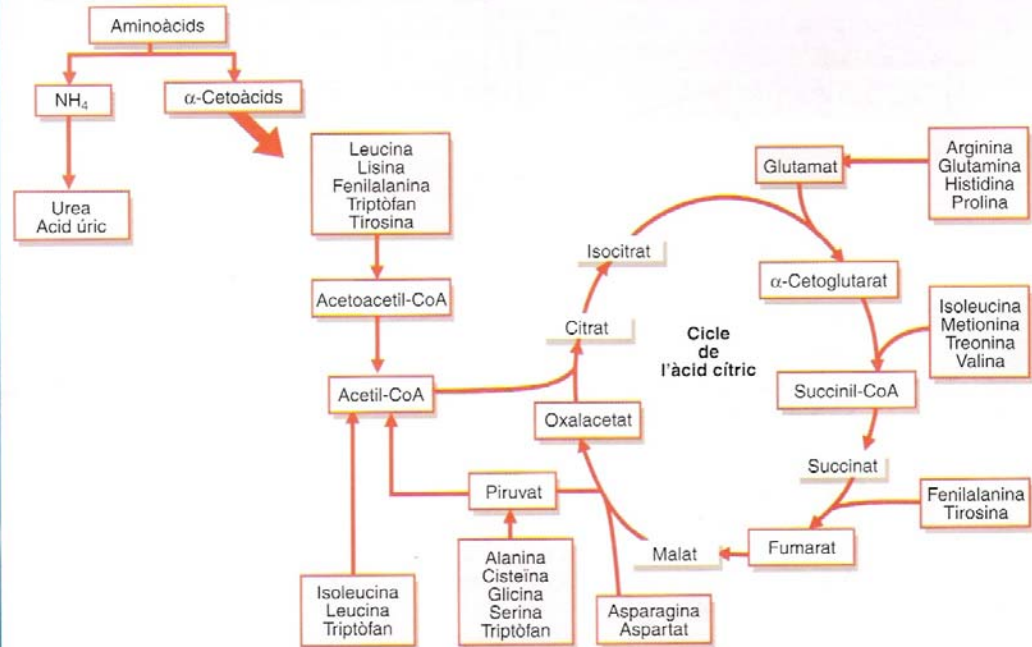 Aminoàcids
NH₄
α-Cetoàcids
Urea
Acid úric
Leucina
Lisina
Fenilalanina
Triptòfan
Tirosina
Acetoacetil-CoA
Acetil-CoA
Isoleucina
Leucina
Triptòfan
Piruvat
Alanina
Cisteïna
Glicina
Serina
Triptòfan
Asparagina
Aspartat
Oxalacetat
Citrat
Isocitrat
Cicle
de
l'àcid cítric
Glutamat
Arginina
Glutamina
Histidina
Prolina
α-Cetoglutarat
Isoleucina
Metionina
Treonina
Valina
Succinil-CoA
Succinat
Fenilalanina
Tirosina
Fumarat
Malat